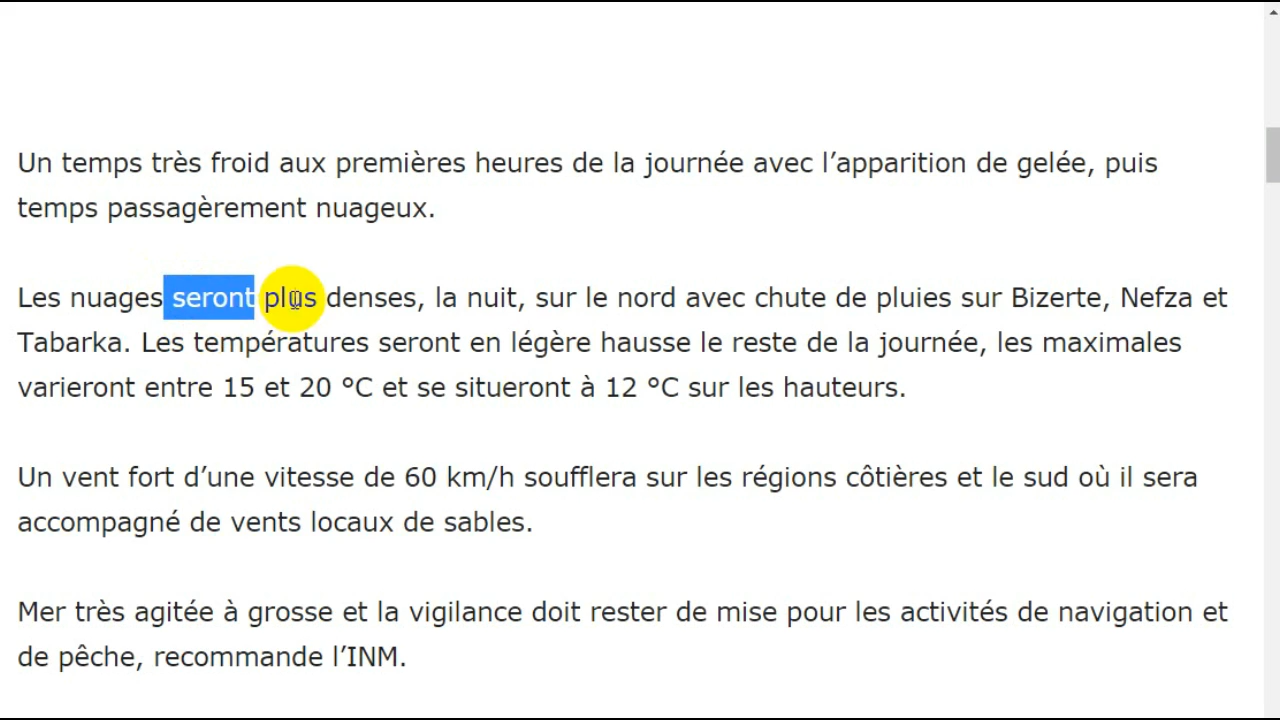 Un temps très froid aux premières heures de la journée avec l’apparition de gelée, puis
temps passagèrement nuageux.
Les nuages seront plus denses, la nuit, sur le nord avec chute de pluies sur Bizerte, Nefza et
Tabarka. Les températures seront en légère hausse le reste de la journée, les maximales
varieront entre 15 et 20 °C et se situeront à 12 °C sur les hauteurs.
Un vent fort d’une vitesse de 60 km/h soufflera sur les régions côtières et le sud où il sera
accompagné de vents locaux de sables.
Mer très agitée à grosse et la vigilance doit rester de mise pour les activités de navigation et
de pêche, recommande l’INM.